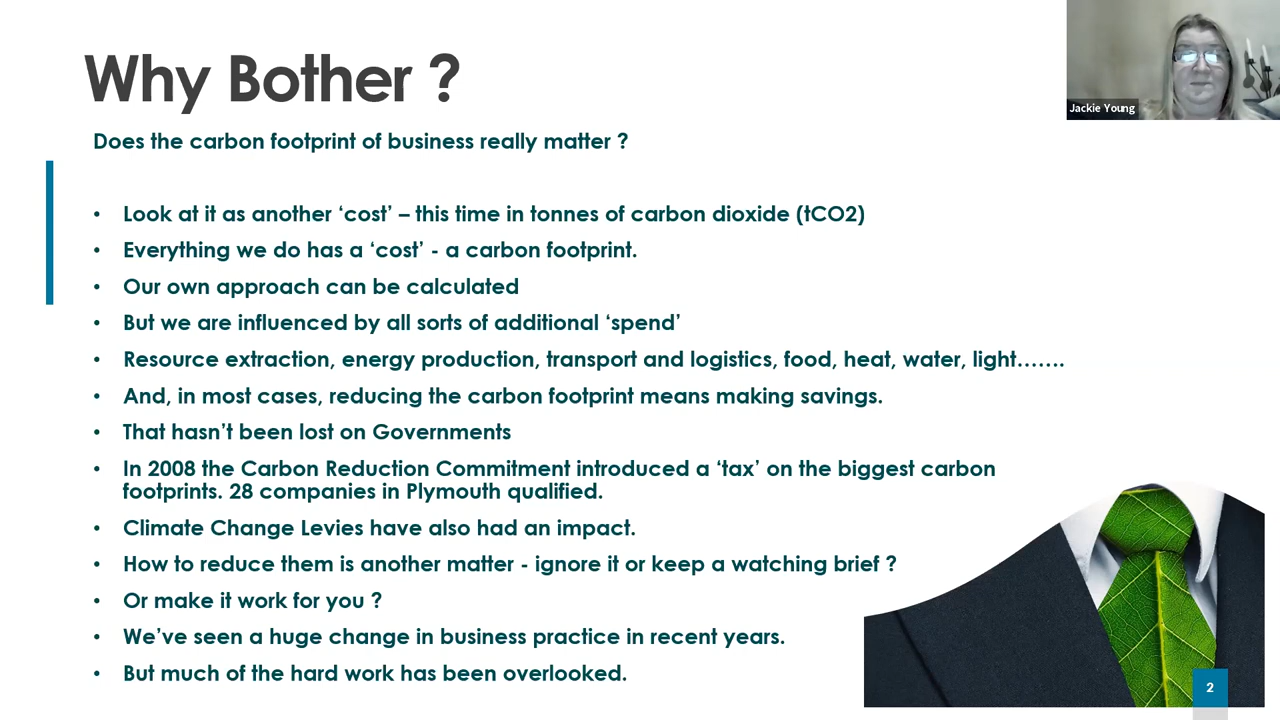 Why Bother ?
Jackie Young
Does the carbon footprint of business really matter ?
• Look at it as another ‘cost’ – this time in tonnes of carbon dioxide (tCO2)
• Everything we do has a ‘cost’ - a carbon footprint.
• Our own approach can be calculated
• But we are influenced by all sorts of additional ‘spend’
• Resource extraction, energy production, transport and logistics, food, heat, water, light…….
• And, in most cases, reducing the carbon footprint means making savings.
• That hasn’t been lost on Governments
• In 2008 the Carbon Reduction Commitment introduced a ‘tax’ on the biggest carbon
footprints. 28 companies in Plymouth qualified.
• Climate Change Levies have also had an impact.
• How to reduce them is another matter - ignore it or keep a watching brief ?
• Or make it work for you ?
• We’ve seen a huge change in business practice in recent years.
• But much of the hard work has been overlooked.
2